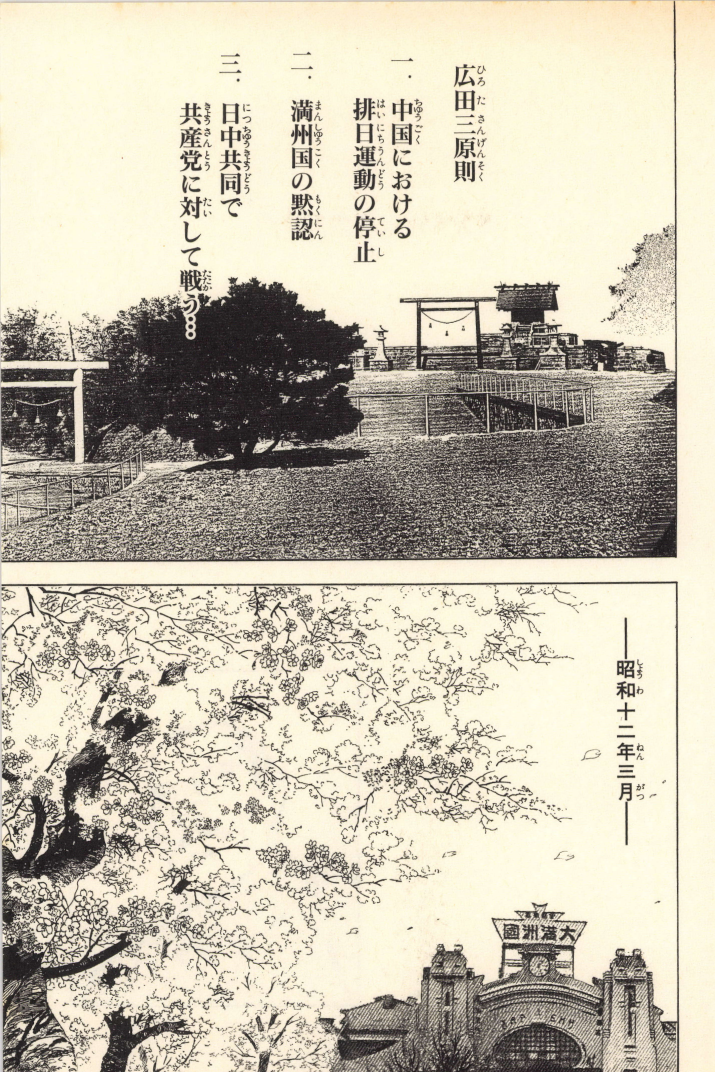 広田三原則
一．中国における
排日運動の停止
二．満州国の黙認
三．日中共同で
共産党に対して戦う…
──昭和十二年三月──
大満洲國